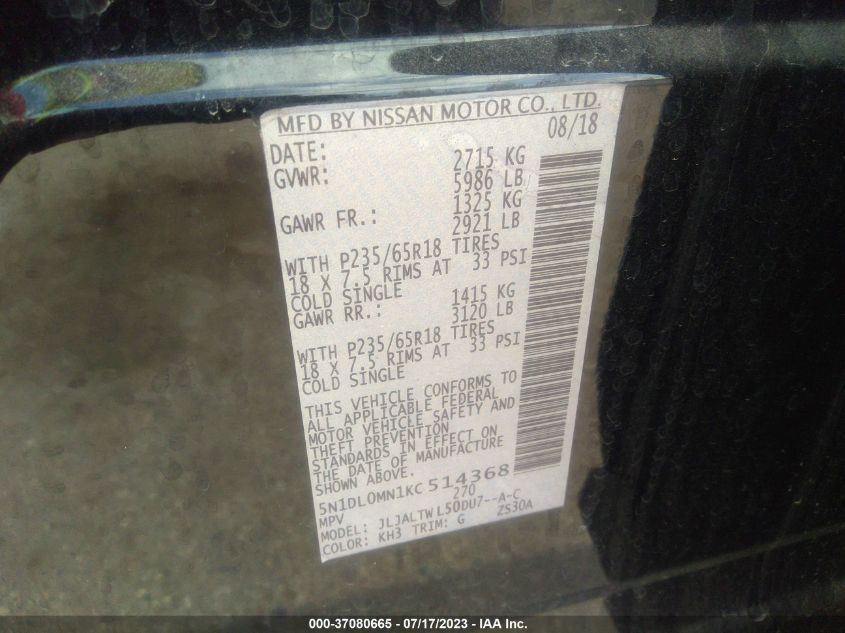 MFD BY NISSAN MOTOR CO., LTD.
DATE: 08/18
GVWR: 2715 KG
5986 LB
GAWR FR.: 1325 KG
2921 LB
WITH P235/65R18 TIRES
18 X 7.5 RIMS AT 33 PSI
COLD SINGLE
GAWR RR.: 1415 KG
3120 LB
WITH P235/65R18 TIRES
18 X 7.5 RIMS AT 33 PSI
COLD SINGLE
THIS VEHICLE CONFORMS TO
ALL APPLICABLE FEDERAL
MOTOR VEHICLE SAFETY AND
THEFT PREVENTION
STANDARDS IN EFFECT ON
THE DATE OF MANUFACTURE
SHOWN ABOVE.
5N1DL0MN1KC514368
MPV 270
MODEL: JLJALTWL50DU7--A-C
COLOR: KH3 TRIM: G ZS30A
000-37080665 - 07/17/2023 - IAA Inc.